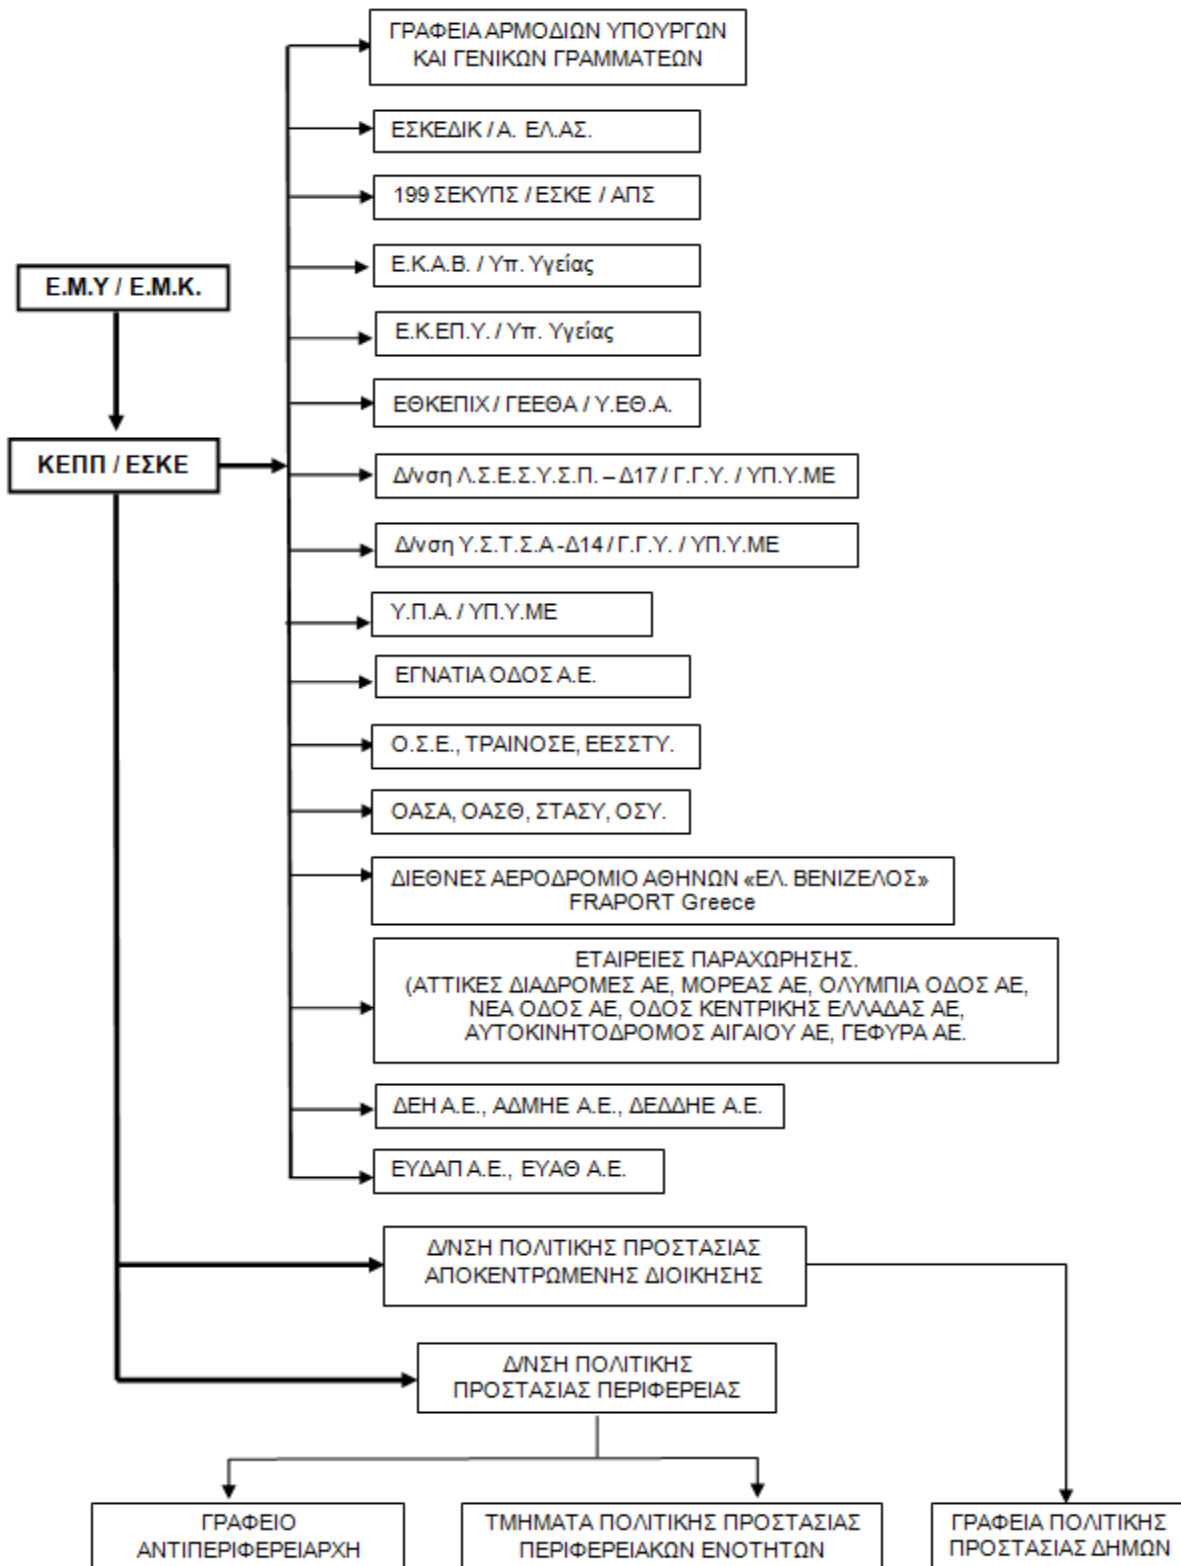 ΓΡΑΦΕΙΑ ΑΡΜΟΔΙΩΝ ΥΠΟΥΡΓΩΝ
ΚΑΙ ΓΕΝΙΚΩΝ ΓΡΑΜΜΑΤΕΩΝ
ΕΣΚΕΔΙΚ / Α. ΕΛ.ΑΣ.
199 ΣΕΚΥΠΣ / ΕΣΚΕ / ΑΠΣ
Ε.Μ.Υ / Ε.Μ.Κ.
Ε.Κ.Α.Β. / Υπ. Υγείας
Ε.Κ.ΕΠ.Υ. / Υπ. Υγείας
ΕΘΚΕΠΙΧ / ΓΕΕΘΑ / Υ.ΕΘ.Α.
ΚΕΠΠ / ΕΣΚΕ
Δ/νση Λ.Σ.Ε.Σ.Υ.Σ.Π. – Δ17 / Γ.Γ.Υ. / ΥΠ.Υ.ΜΕ
Δ/νση Υ.Σ.Τ.Σ.Α -Δ14 / Γ.Γ.Υ. / ΥΠ.Υ.ΜΕ
Υ.Π.Α. / ΥΠ.Υ.ΜΕ
ΕΓΝΑΤΙΑ ΟΔΟΣ Α.Ε.
Ο.Σ.Ε., ΤΡΑΙΝΟΣΕ, ΕΕΣΣΤΥ.
ΟΑΣΑ, ΟΑΣΘ, ΣΤΑΣΥ, ΟΣΥ.
ΔΙΕΘΝΕΣ ΑΕΡΟΔΡΟΜΙΟ ΑΘΗΝΩΝ «ΕΛ. ΒΕΝΙΖΕΛΟΣ»
FRAPORT Greece
ΕΤΑΙΡΕΙΕΣ ΠΑΡΑΧΩΡΗΣΗΣ.
(ΑΤΤΙΚΕΣ ΔΙΑΔΡΟΜΕΣ ΑΕ, ΜΟΡΕΑΣ ΑΕ, ΟΛΥΜΠΙΑ ΟΔΟΣ ΑΕ,
ΝΕΑ ΟΔΟΣ ΑΕ, ΟΔΟΣ ΚΕΝΤΡΙΚΗΣ ΕΛΛΑΔΑΣ ΑΕ,
ΑΥΤΟΚΙΝΗΤΟΔΡΟΜΟΣ ΑΙΓΑΙΟΥ ΑΕ, ΓΕΦΥΡΑ ΑΕ.
ΔΕΗ Α.Ε., ΑΔΜΗΕ Α.Ε., ΔΕΔΔΗΕ Α.Ε.
ΕΥΔΑΠ Α.Ε., ΕΥΑΘ Α.Ε.
Δ/ΝΣΗ ΠΟΛΙΤΙΚΗΣ ΠΡΟΣΤΑΣΙΑΣ
ΑΠΟΚΕΝΤΡΩΜΕΝΗΣ ΔΙΟΙΚΗΣΗΣ
Δ/ΝΣΗ ΠΟΛΙΤΙΚΗΣ
ΠΡΟΣΤΑΣΙΑΣ ΠΕΡΙΦΕΡΕΙΑΣ
ΓΡΑΦΕΙΟ
ΑΝΤΙΠΕΡΙΦΕΡΕΙΑΡΧΗ
ΤΜΗΜΑΤΑ ΠΟΛΙΤΙΚΗΣ ΠΡΟΣΤΑΣΙΑΣ
ΠΕΡΙΦΕΡΕΙΑΚΩΝ ΕΝΟΤΗΤΩΝ
ΓΡΑΦΕΙΑ ΠΟΛΙΤΙΚΗΣ
ΠΡΟΣΤΑΣΙΑΣ ΔΗΜΩΝ